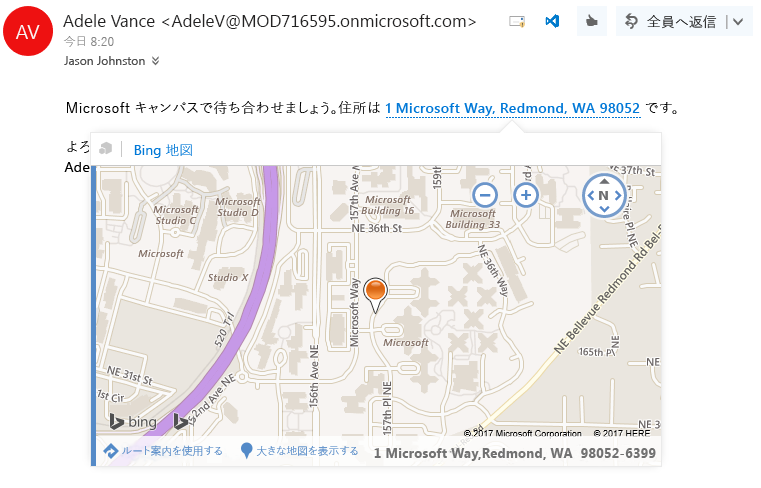 AV
Adele Vance <AdeleV@MOD716595.onmicrosoft.com>
全員へ返信
今日 8:20
Jason Johnston
Microsoft キャンパスで待ち合わせましょう。住所は 1 Microsoft Way, Redmond, WA 98052 です。
よろ
Ade
Bing 地図
Microsoft Studio C
Microsoft Studio D
Microsoft
Studio X
520 Trl
NE 31st St
1st Cir
152nd Ave NE
157th Ave NE
Microsoft Building 16
NE 36th St
159th
Microsoft Building 33
NE 37th St
N
NE 36th Way
Microsoft Way
Microsoft
156th Ave NE
157th Pl NE
NE Bellevue Redmond Rd
165th Pl
NE
bing
© 2017 Microsoft Corporation © 2017 HERE
ルート案内を使用する
大きな地図を表示する
1 Microsoft Way,Redmond, WA 98052-6399